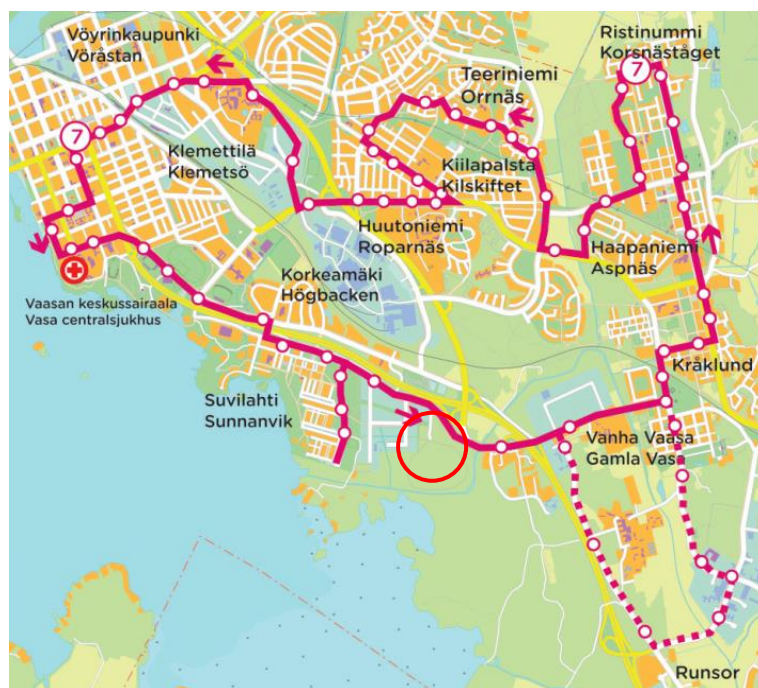 Vöyrinkaupunki
Vöråstan
Ristinummi
Korsnäståget
7
Teeriniemi
Orrnäs
7
Klemettilä
Klemetsö
Kiilapalsta
Kilskiftet
Huutoniemi
Roparnäs
Haapaniemi
Aspnäs
Korkeamäki
Högbacken
Vaasan keskussairaala
Vasa centralsjukhus
Kråklund
Suvilahti
Sunnanvik
Vanha Vaasa
Gamla Vasa
Runsor